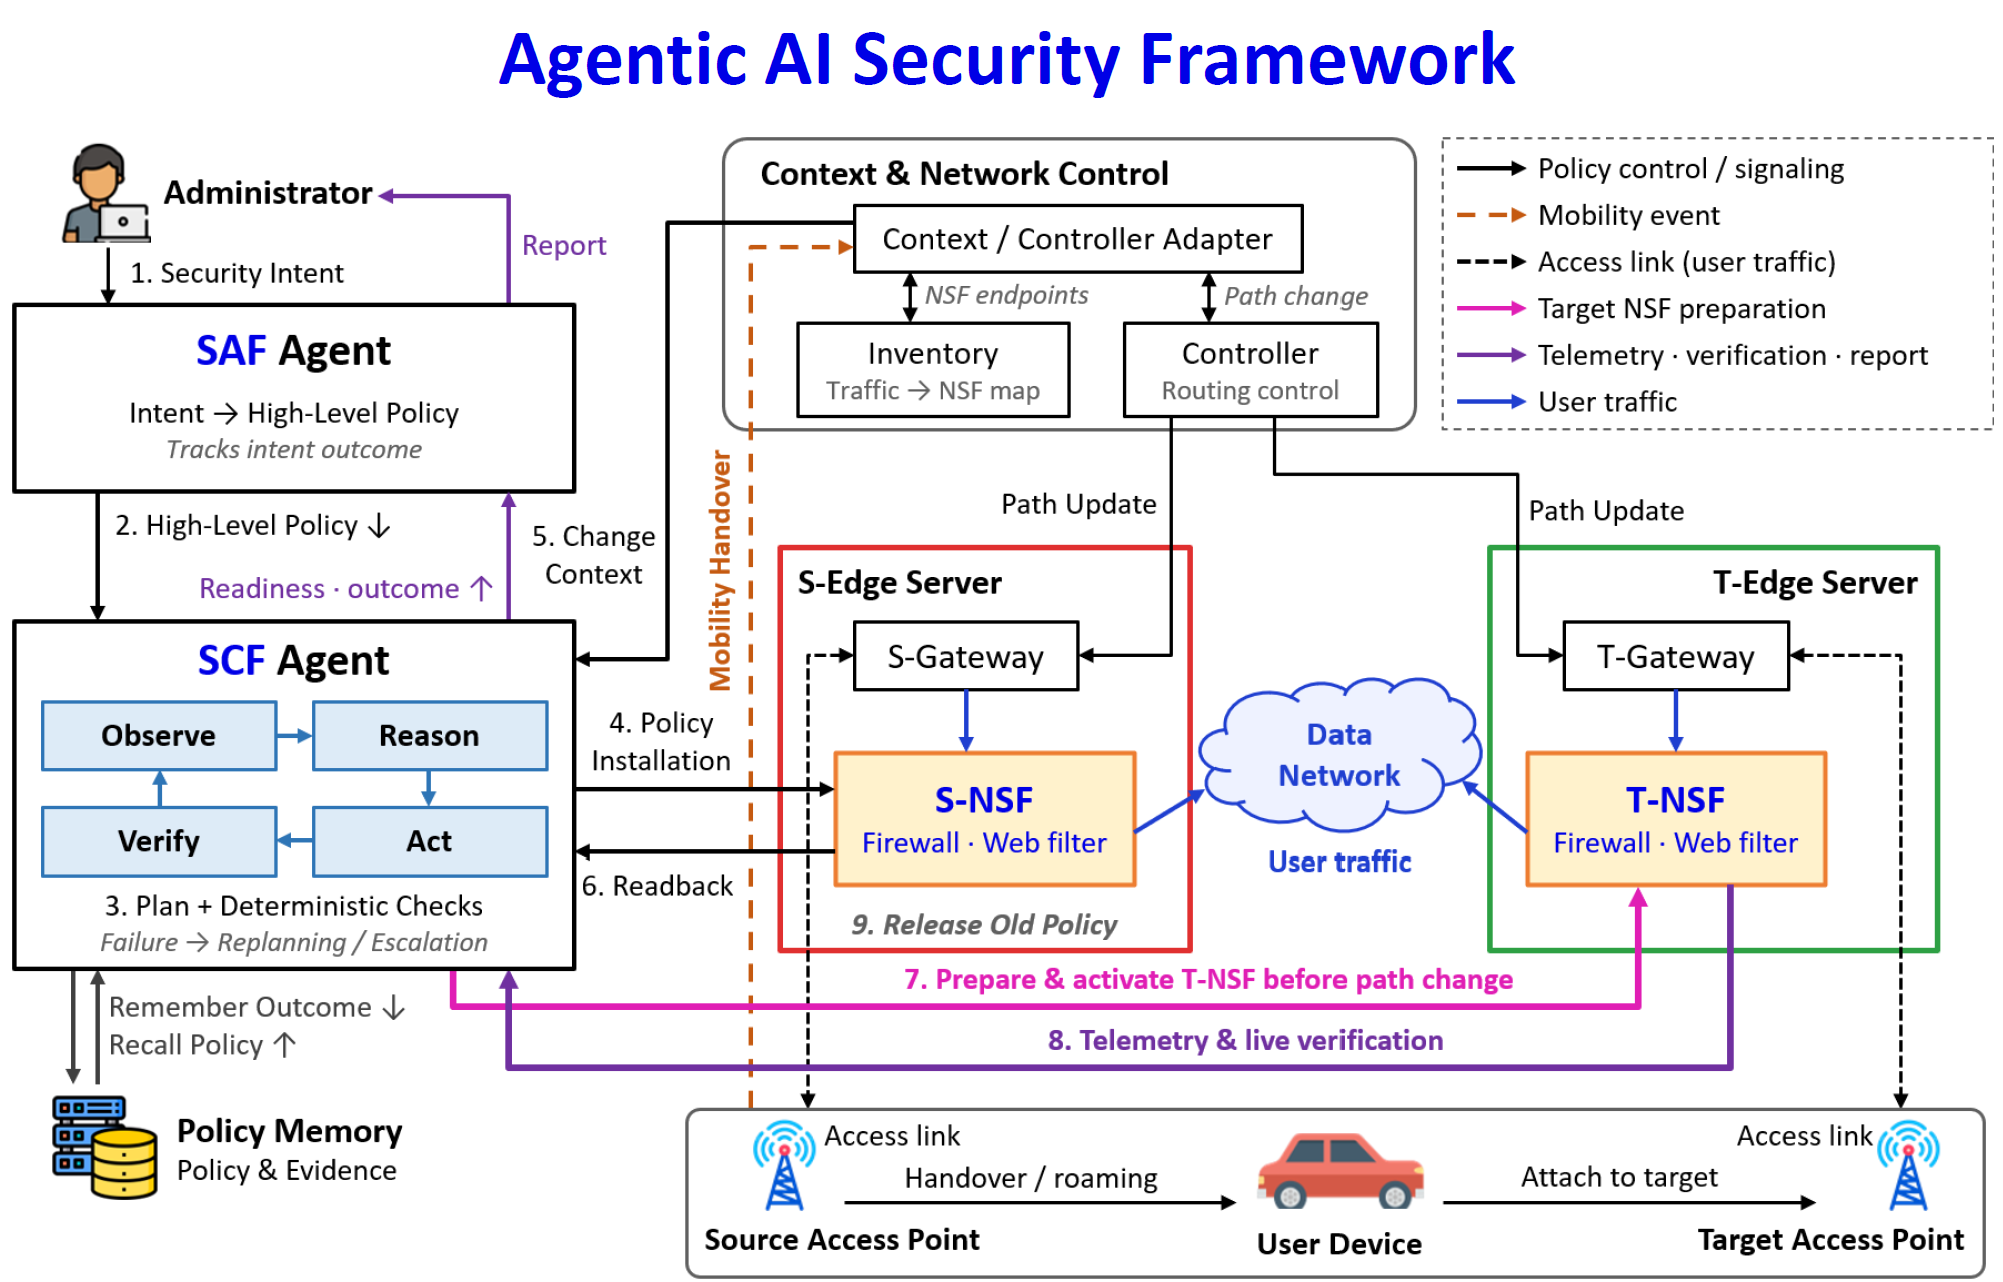 Agentic AI Security Framework
Administrator
Report
1. Security Intent
SAF Agent
Intent → High-Level Policy
Tracks intent outcome
2. High-Level Policy ↓
Readiness · outcome ↑
5. Change
Context
SCF Agent
Observe
Reason
Verify
Act
3. Plan + Deterministic Checks
Failure → Replanning / Escalation
4. Policy
Installation
6. Readback
Remember Outcome ↓
Recall Policy ↑
Policy Memory
Policy & Evidence
Context & Network Control
Context / Controller Adapter
NSF endpoints
Path change
Inventory
Traffic → NSF map
Controller
Routing control
Policy control / signaling
Mobility event
Access link (user traffic)
Target NSF preparation
Telemetry · verification · report
User traffic
Mobility Handover
Path Update
Path Update
S-Edge Server
S-Gateway
S-NSF
Firewall · Web filter
9. Release Old Policy
Data
Network
User traffic
T-Edge Server
T-Gateway
T-NSF
Firewall · Web filter
7. Prepare & activate T-NSF before path change
8. Telemetry & live verification
Access link
Handover / roaming
Source Access Point
User Device
Attach to target
Access link
Target Access Point